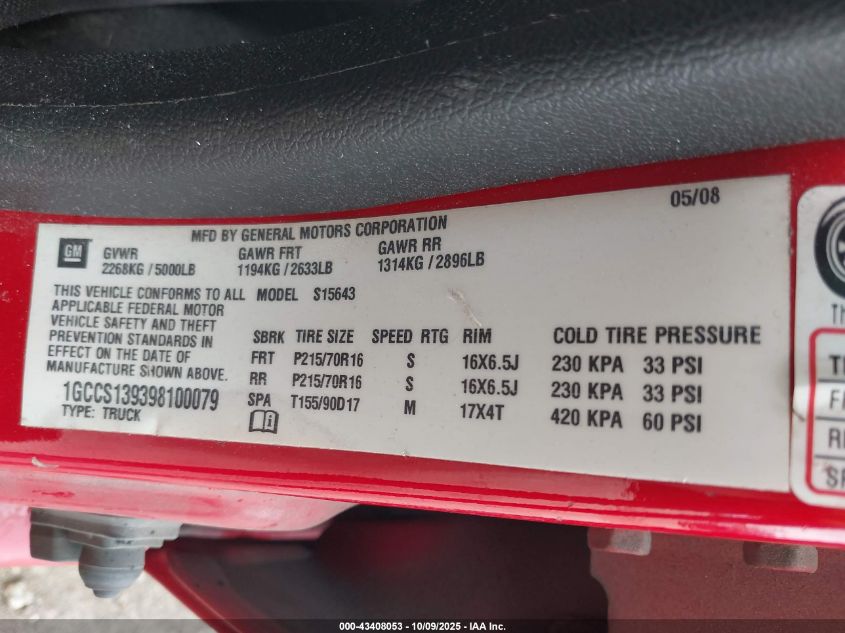 05/08
MFD BY GENERAL MOTORS CORPORATION
GM
GVWR GAWR FRT GAWR RR
2268KG / 5000LB 1194KG / 2633LB 1314KG / 2896LB
THIS VEHICLE CONFORMS TO ALL MODEL S15643
APPLICABLE FEDERAL MOTOR
VEHICLE SAFETY AND THEFT
PREVENTION STANDARDS IN
EFFECT ON THE DATE OF
MANUFACTURE SHOWN ABOVE.
1GCCS139398100079
TYPE: TRUCK
SBRK TIRE SIZE SPEED RTG RIM COLD TIRE PRESSURE
FRT P215/70R16 S 16X6.5J 230 KPA 33 PSI
RR P215/70R16 S 16X6.5J 230 KPA 33 PSI
SPA T155/90D17 M 17X4T 420 KPA 60 PSI
000-43408053 - 10/09/2025 - IAA Inc.